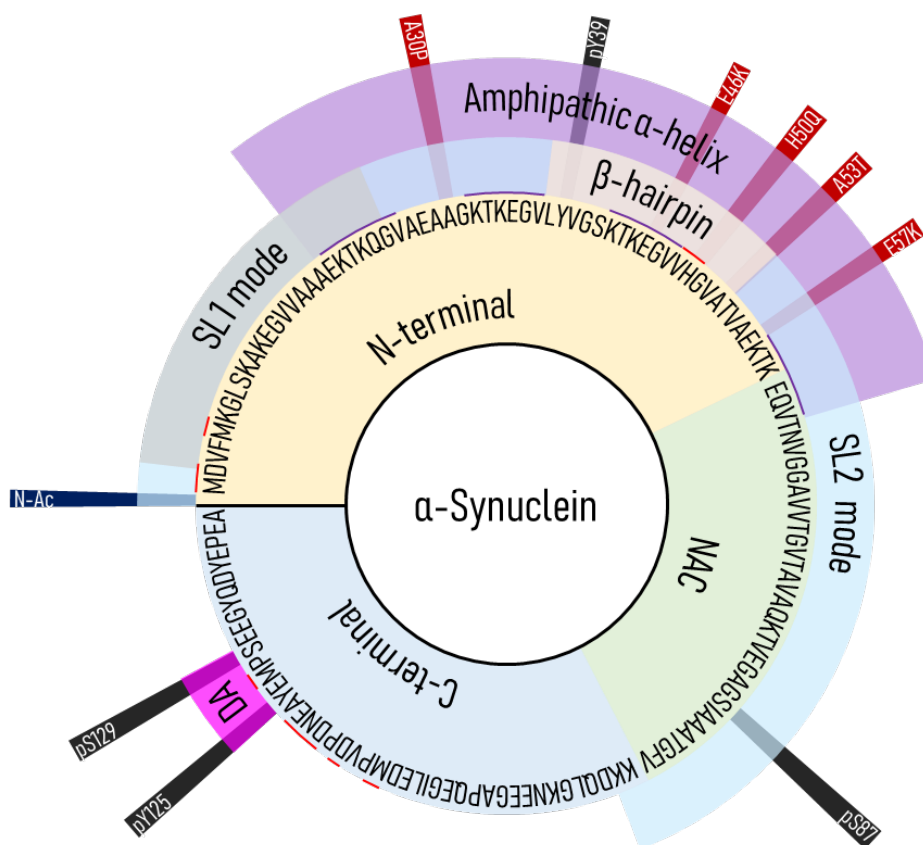 A30P
pY39
E46K
H50Q
A53T
E57K
Amphipathic α-helix
β-hairpin
SL1 mode
SL2 mode
N-Ac
MDVFMKGLSKAKEGVVAAAEKTKQGVAEAAGKTKEGVLYVGSKTKEGVVHGVATVAEKTK
EQVTNVGGAVVTGVTAVAQKTVEGAGSIAAATGFV
KKDQLGKNEEGAPQEGILEDMPVDPDNEAYEMPSEEGYQDYEPEA
N-terminal
α-Synuclein
NAC
C-terminal
DA
pS129
pY125
pS87